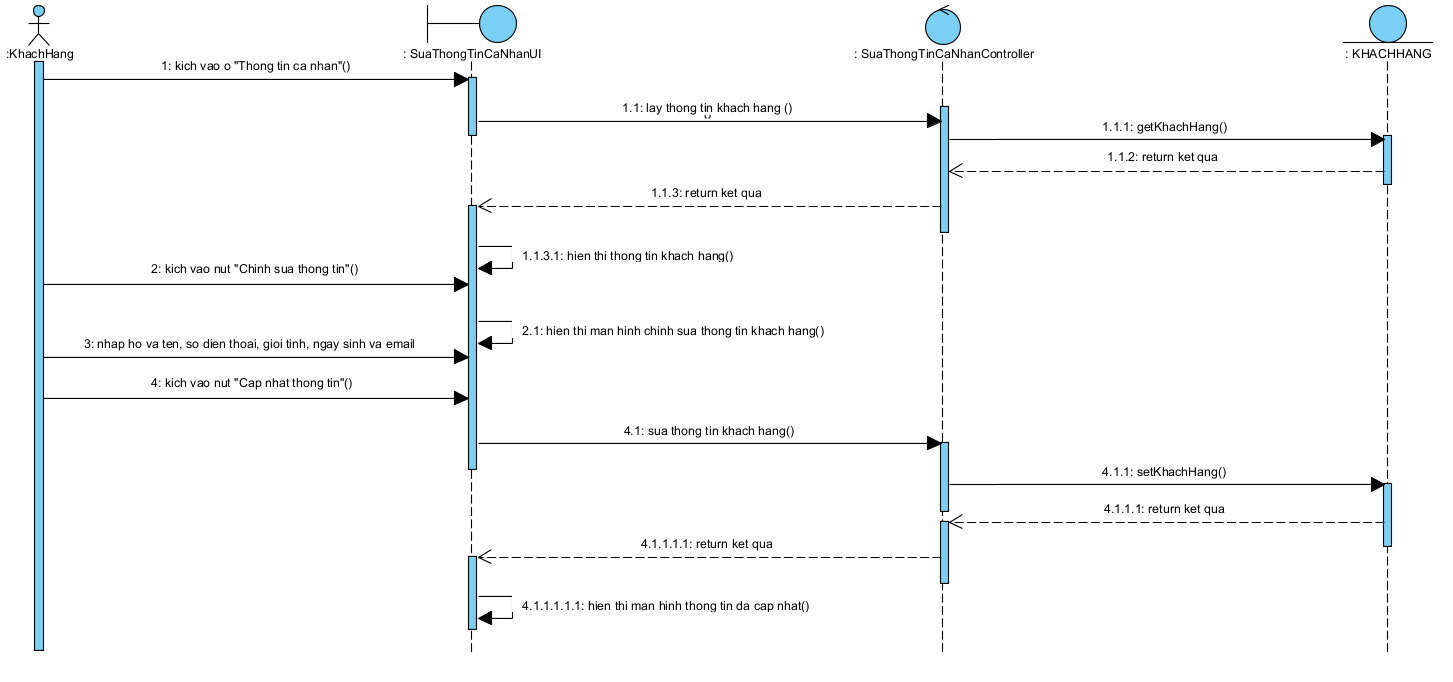 :KhachHang
: SuaThongTinCaNhanUI
: SuaThongTinCaNhanController
: KHACHHANG
1: kich vao o "Thong tin ca nhan"()
1.1: lay thong tin khach hang ()
1.1.1: getKhachHang()
1.1.2: return ket qua
1.1.3: return ket qua
1.1.3.1: hien thi thong tin khach hang()
2: kich vao nut "Chinh sua thong tin"()
2.1: hien thi man hinh chinh sua thong tin khach hang()
3: nhap ho va ten, so dien thoai, gioi tinh, ngay sinh va email
4: kich vao nut "Cap nhat thong tin"()
4.1: sua thong tin khach hang()
4.1.1: setKhachHang()
4.1.1.1: return ket qua
4.1.1.1.1: return ket qua
4.1.1.1.1.1: hien thi man hinh thong tin da cap nhat()